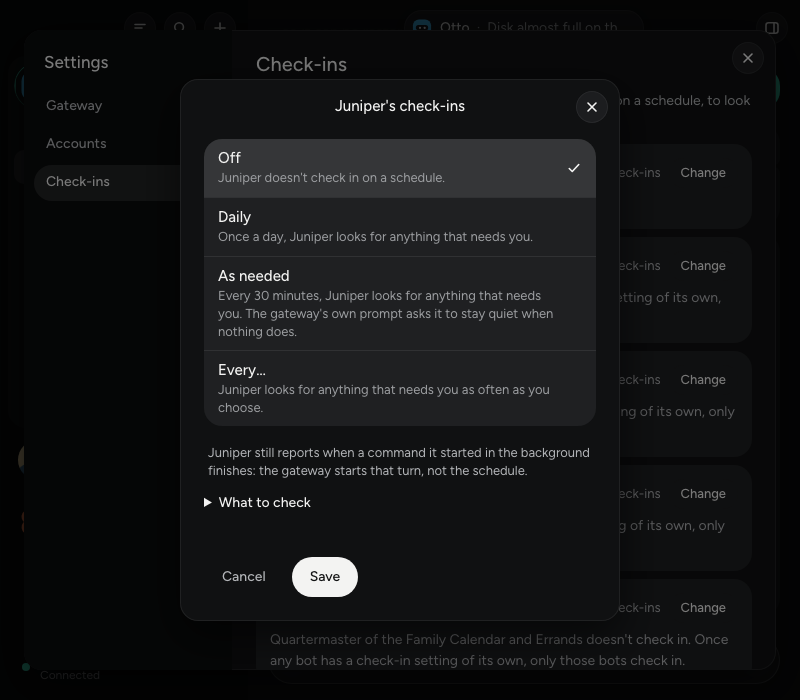 Otto · Disk almost full on th
Settings
Gateway
Accounts
Check-ins
Check-ins
on a schedule, to look
Juniper's check-ins
Off
Juniper doesn't check in on a schedule.
Daily
Once a day, Juniper looks for anything that needs you.
As needed
Every 30 minutes, Juniper looks for anything that needs
you. The gateway's own prompt asks it to stay quiet when
nothing does.
Every…
Juniper looks for anything that needs you as often as you
choose.
Juniper still reports when a command it started in the background
finishes: the gateway starts that turn, not the schedule.
What to check
Cancel
Save
eck-ins Change
eck-ins Change
etting of its own,
eck-ins Change
ng of its own, only
eck-ins Change
g of its own, only
eck-ins Change
Quartermaster of the Family Calendar and Errands doesn't check in. Once
any bot has a check-in setting of its own, only those bots check in.
Connected